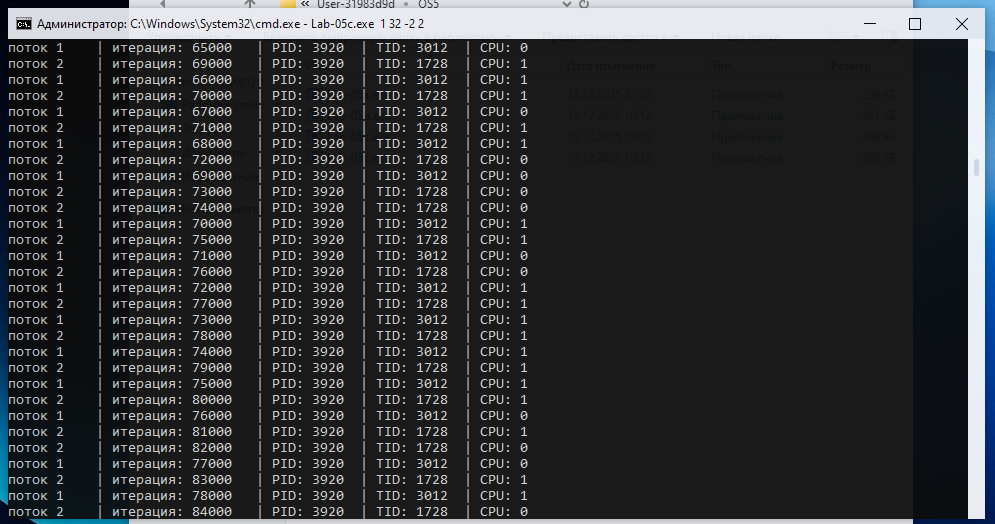 « User-31983d9d › OS5
Администратор: C:\Windows\System32\cmd.exe - Lab-05c.exe 1 32 -2 2
Дата изменения Тип Размер
поток 1 | итерация: 65000 | PID: 3920 | TID: 3012 | CPU: 0
поток 2 | итерация: 69000 | PID: 3920 | TID: 1728 | CPU: 1
поток 1 | итерация: 66000 | PID: 3920 | TID: 3012 | CPU: 1
поток 2 | итерация: 70000 | PID: 3920 | TID: 1728 | CPU: 1
поток 1 | итерация: 67000 | PID: 3920 | TID: 3012 | CPU: 0
поток 2 | итерация: 71000 | PID: 3920 | TID: 1728 | CPU: 1
поток 1 | итерация: 68000 | PID: 3920 | TID: 3012 | CPU: 1
поток 2 | итерация: 72000 | PID: 3920 | TID: 1728 | CPU: 0
поток 1 | итерация: 69000 | PID: 3920 | TID: 3012 | CPU: 0
поток 2 | итерация: 73000 | PID: 3920 | TID: 1728 | CPU: 0
поток 2 | итерация: 74000 | PID: 3920 | TID: 1728 | CPU: 0
поток 1 | итерация: 70000 | PID: 3920 | TID: 3012 | CPU: 1
поток 2 | итерация: 75000 | PID: 3920 | TID: 1728 | CPU: 1
поток 1 | итерация: 71000 | PID: 3920 | TID: 3012 | CPU: 0
поток 2 | итерация: 76000 | PID: 3920 | TID: 1728 | CPU: 0
поток 1 | итерация: 72000 | PID: 3920 | TID: 3012 | CPU: 1
поток 2 | итерация: 77000 | PID: 3920 | TID: 1728 | CPU: 1
поток 1 | итерация: 73000 | PID: 3920 | TID: 3012 | CPU: 1
поток 2 | итерация: 78000 | PID: 3920 | TID: 1728 | CPU: 1
поток 1 | итерация: 74000 | PID: 3920 | TID: 3012 | CPU: 1
поток 2 | итерация: 79000 | PID: 3920 | TID: 1728 | CPU: 1
поток 1 | итерация: 75000 | PID: 3920 | TID: 3012 | CPU: 1
поток 2 | итерация: 80000 | PID: 3920 | TID: 1728 | CPU: 1
поток 1 | итерация: 76000 | PID: 3920 | TID: 3012 | CPU: 0
поток 2 | итерация: 81000 | PID: 3920 | TID: 1728 | CPU: 1
поток 2 | итерация: 82000 | PID: 3920 | TID: 1728 | CPU: 0
поток 1 | итерация: 77000 | PID: 3920 | TID: 3012 | CPU: 0
поток 2 | итерация: 83000 | PID: 3920 | TID: 1728 | CPU: 1
поток 1 | итерация: 78000 | PID: 3920 | TID: 3012 | CPU: 1
поток 2 | итерация: 84000 | PID: 3920 | TID: 1728 | CPU: 0